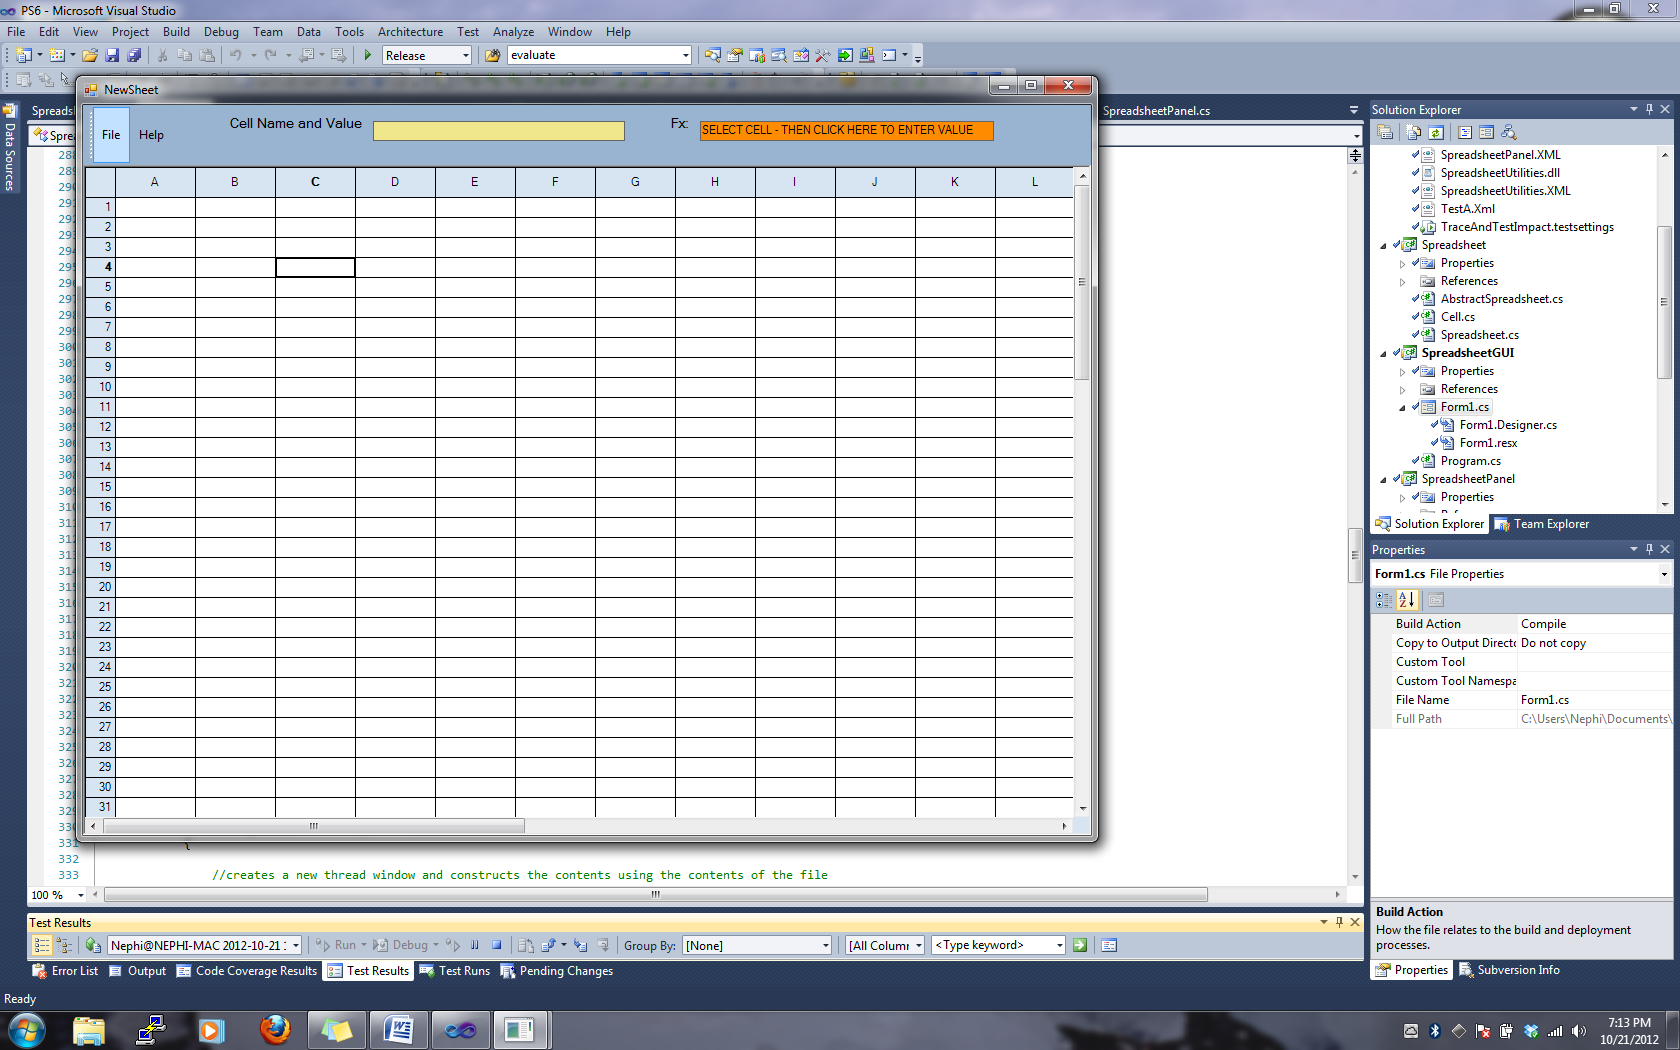 PS6 - Microsoft Visual Studio
File Edit View Project Build Debug Team Data Tools Architecture Test Analyze Window Help
Release evaluate
NewSheet
File Help Cell Name and Value Fx: SELECT CELL - THEN CLICK HERE TO ENTER VALUE
A B C D E F G H I J K L
1
2
3
4
5
6
7
8
9
10
11
12
13
14
15
16
17
18
19
20
21
22
23
24
25
26
27
28
29
30
31
Data Sources
SpreadsheetPanel.cs
331 {
332
333 //creates a new thread window and constructs the contents using the contents of the file
100 %
Solution Explorer
SpreadsheetPanel.XML
SpreadsheetUtilities.dll
SpreadsheetUtilities.XML
TestA.Xml
TraceAndTestImpact.testsettings
Spreadsheet
Properties
References
AbstractSpreadsheet.cs
Cell.cs
Spreadsheet.cs
SpreadsheetGUI
Properties
References
Form1.cs
Form1.Designer.cs
Form1.resx
Program.cs
SpreadsheetPanel
Properties
Solution Explorer Team Explorer
Properties
Form1.cs File Properties
Build Action Compile
Copy to Output Directo Do not copy
Custom Tool
Custom Tool Namespa
File Name Form1.cs
Full Path C:\Users\Nephi\Documents\
Build Action
How the file relates to the build and deployment
processes.
Properties Subversion Info
Test Results
Nephi@NEPHI-MAC 2012-10-21 Run Debug Group By: [None] [All Column <Type keyword>
Error List Output Code Coverage Results Test Results Test Runs Pending Changes
Ready
7:13 PM
10/21/2012